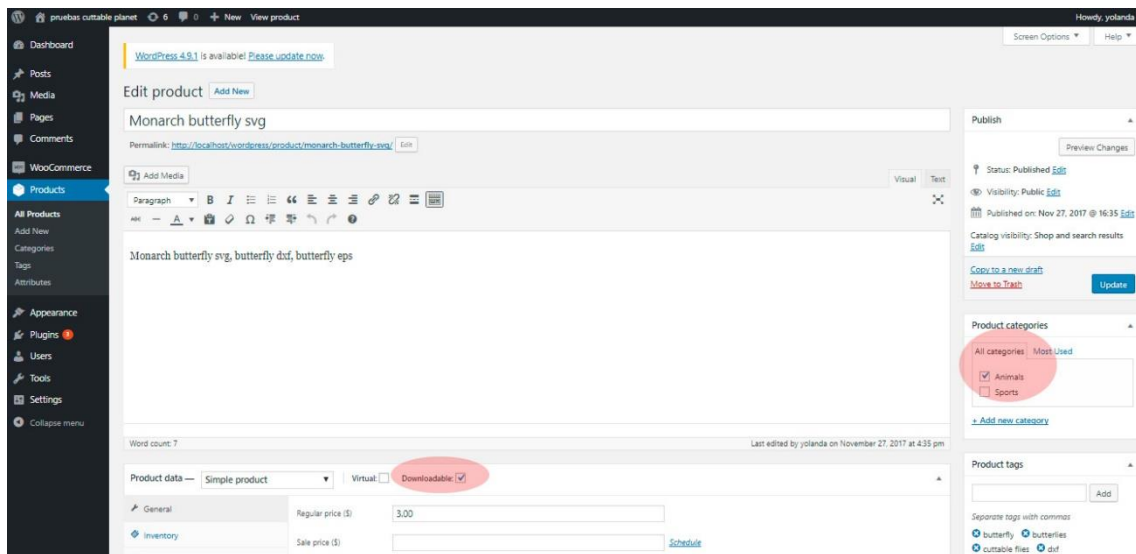 pruebas cuttable planet 6 0 + New View product Howdy, yolanda
Screen Options Help
Dashboard
Posts
Media
Pages
Comments
WooCommerce
Products
All Products
Add New
Categories
Tags
Attributes
Appearance
Plugins 3
Users
Tools
Settings
Collapse menu
WordPress 4.9.1 is available! Please update now.
Edit product Add New
Monarch butterfly svg
Permalink: http://localhost/wordpress/product/monarch-butterfly-svg/ Edit
Add Media
Visual Text
Paragraph
Monarch butterfly svg, butterfly dxf, butterfly eps
Word count: 7 Last edited by yolanda on November 27, 2017 at 4:35 pm
Product data — Simple product Virtual: Downloadable:
General
Inventory
Regular price ($) 3.00
Sale price ($) Schedule
Publish
Preview Changes
Status: Published Edit
Visibility: Public Edit
Published on: Nov 27, 2017 @ 16:35 Edit
Catalog visibility: Shop and search results
Edit
Copy to a new draft
Move to Trash Update
Product categories
All categories Most Used
Animals
Sports
+ Add new category
Product tags
Add
Separate tags with commas
butterfly butterlies
cuttable files dxf